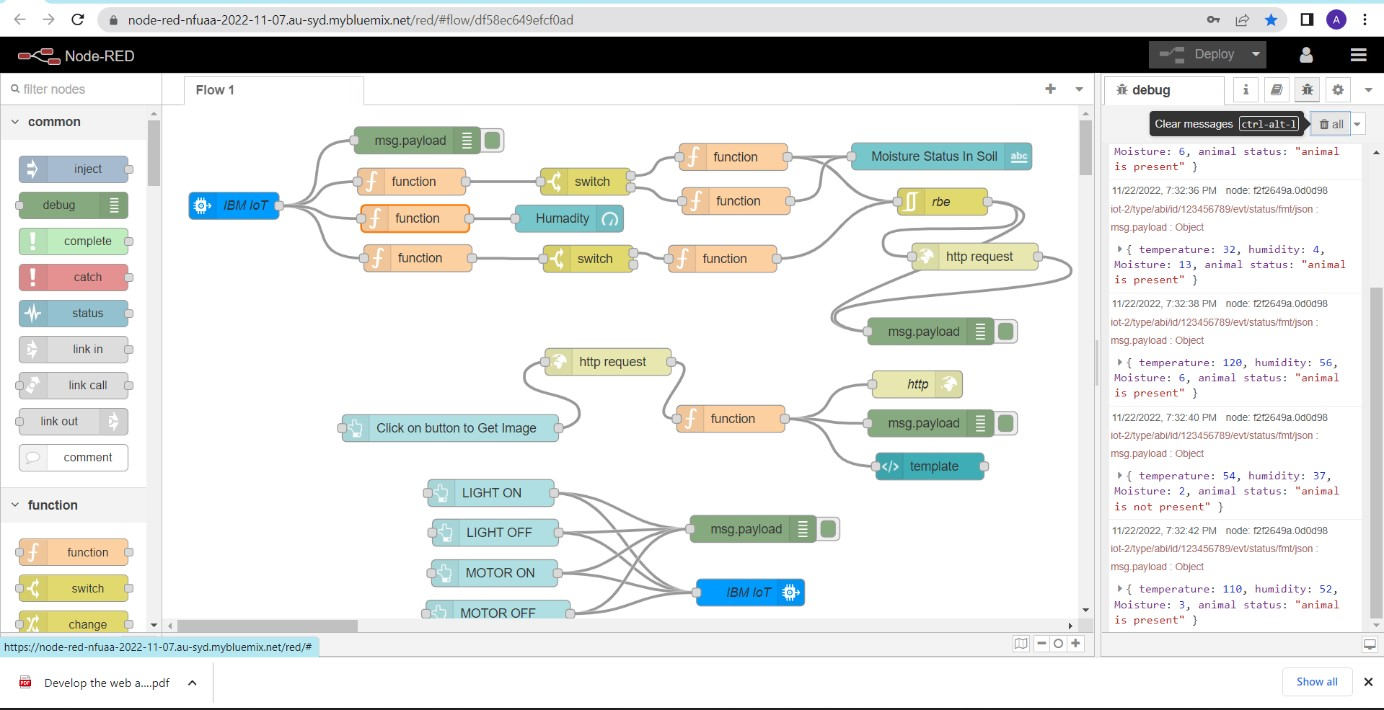 node-red-nfuaa-2022-11-07.au-syd.mybluemix.net/red/#flow/df58ec649efcf0ad
A
Node-RED
Deploy
filter nodes
common
inject
debug
complete
catch
status
link in
link call
link out
comment
function
function
switch
change
Flow 1
msg.payload
IBM IoT
function
switch
function
function
Moisture Status In Soil
abc
function
Humadity
rbe
function
switch
function
http request
msg.payload
http request
http
Click on button to Get Image
function
msg.payload
template
LIGHT ON
LIGHT OFF
MOTOR ON
MOTOR OFF
msg.payload
IBM IoT
debug
i
Clear messages ctrl-alt-l
all
Moisture: 6, animal status: "animal
is present" }
11/22/2022, 7:32:36 PM node: f2f2649a.0d0d98
iot-2/type/abi/id/123456789/evt/status/fmt/json :
msg.payload : Object
{ temperature: 32, humidity: 4,
Moisture: 13, animal status: "animal
is present" }
11/22/2022, 7:32:38 PM node: f2f2649a.0d0d98
iot-2/type/abi/id/123456789/evt/status/fmt/json :
msg.payload : Object
{ temperature: 120, humidity: 56,
Moisture: 6, animal status: "animal
is present" }
11/22/2022, 7:32:40 PM node: f2f2649a.0d0d98
iot-2/type/abi/id/123456789/evt/status/fmt/json :
msg.payload : Object
{ temperature: 54, humidity: 37,
Moisture: 2, animal status: "animal
is not present" }
11/22/2022, 7:32:42 PM node: f2f2649a.0d0d98
iot-2/type/abi/id/123456789/evt/status/fmt/json :
msg.payload : Object
{ temperature: 110, humidity: 52,
Moisture: 3, animal status: "animal
is present" }
https://node-red-nfuaa-2022-11-07.au-syd.mybluemix.net/red/#
PDF
Develop the web a....pdf
Show all